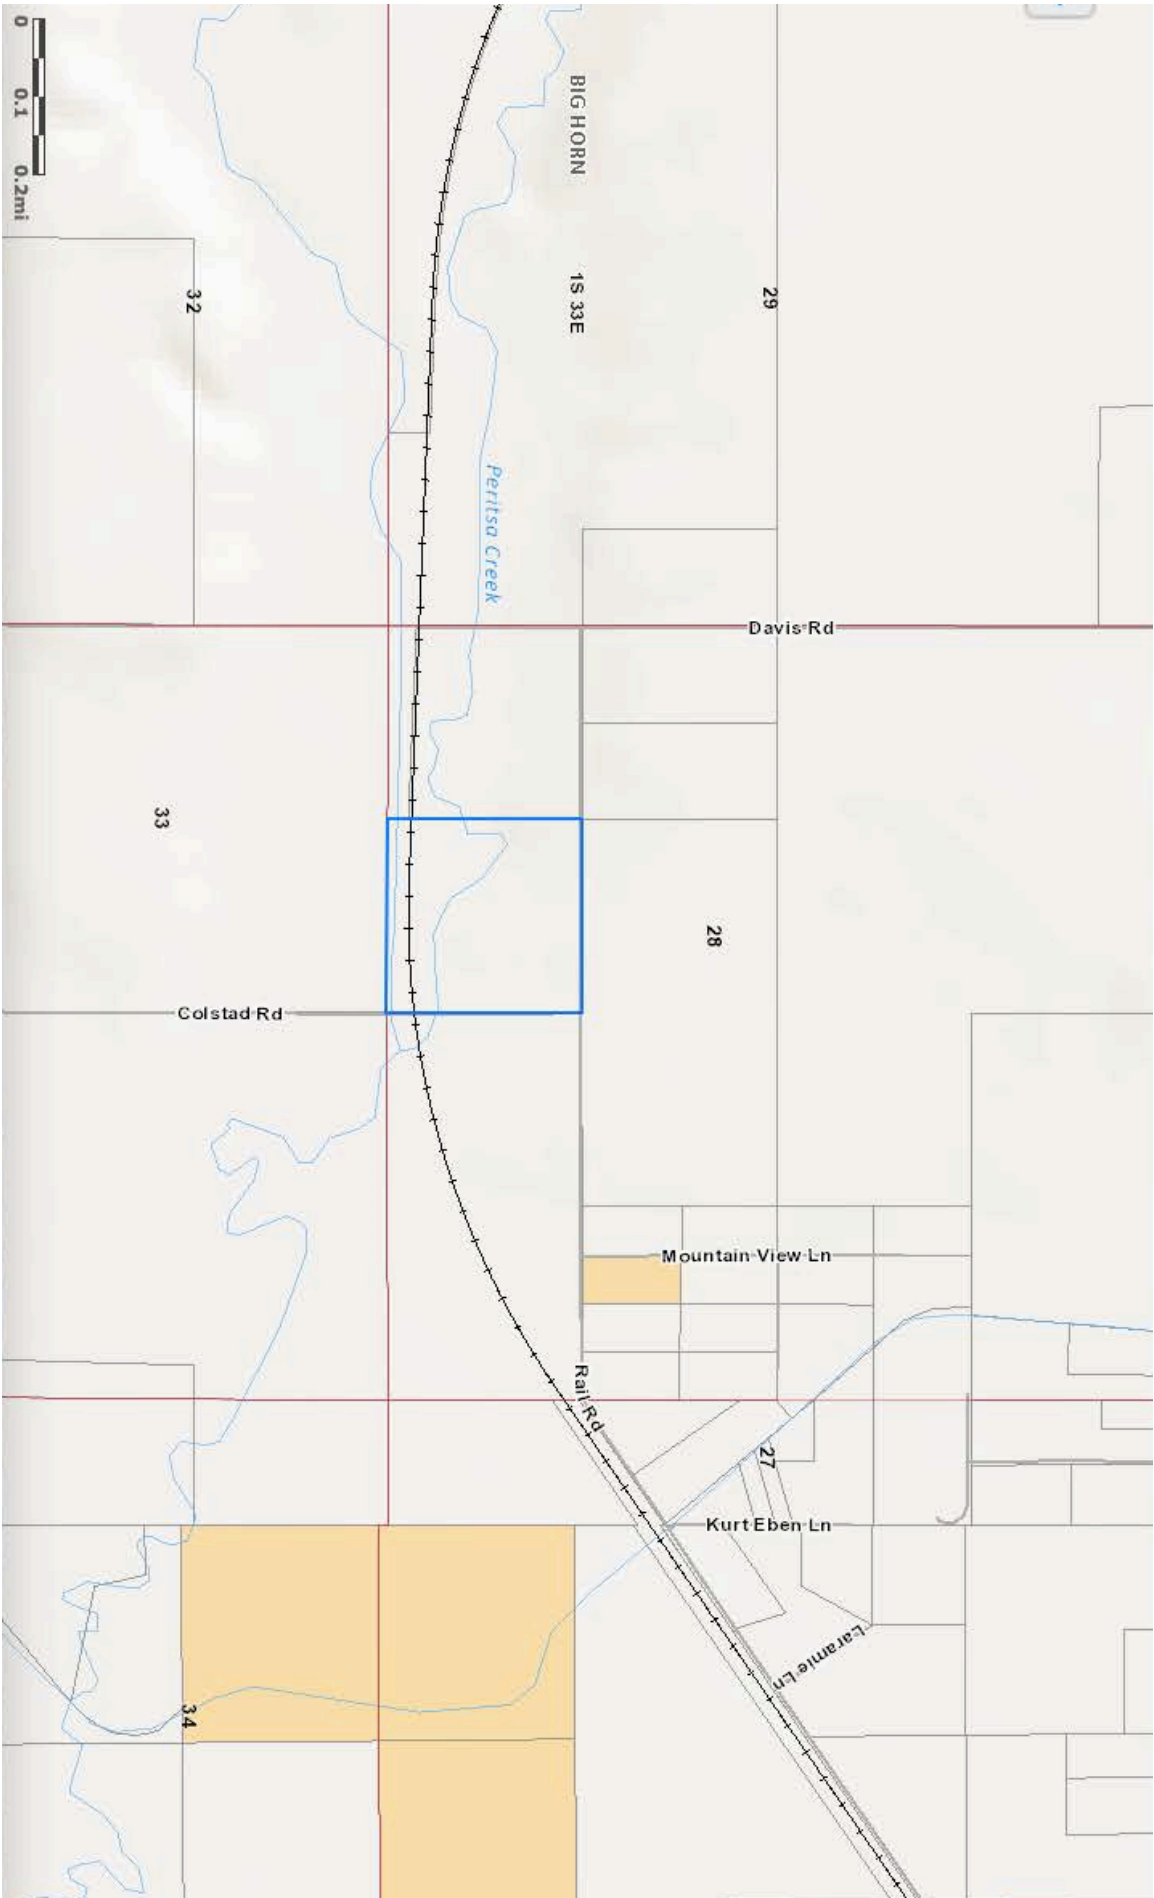 0 0.1 0.2mi
BIG HORN
1S 33E
29
32
Peritsa Creek
Davis Rd
33
28
Colstad Rd
Mountain View Ln
Rail Rd
27
Kurt Eben Ln
Laramie Ln
34